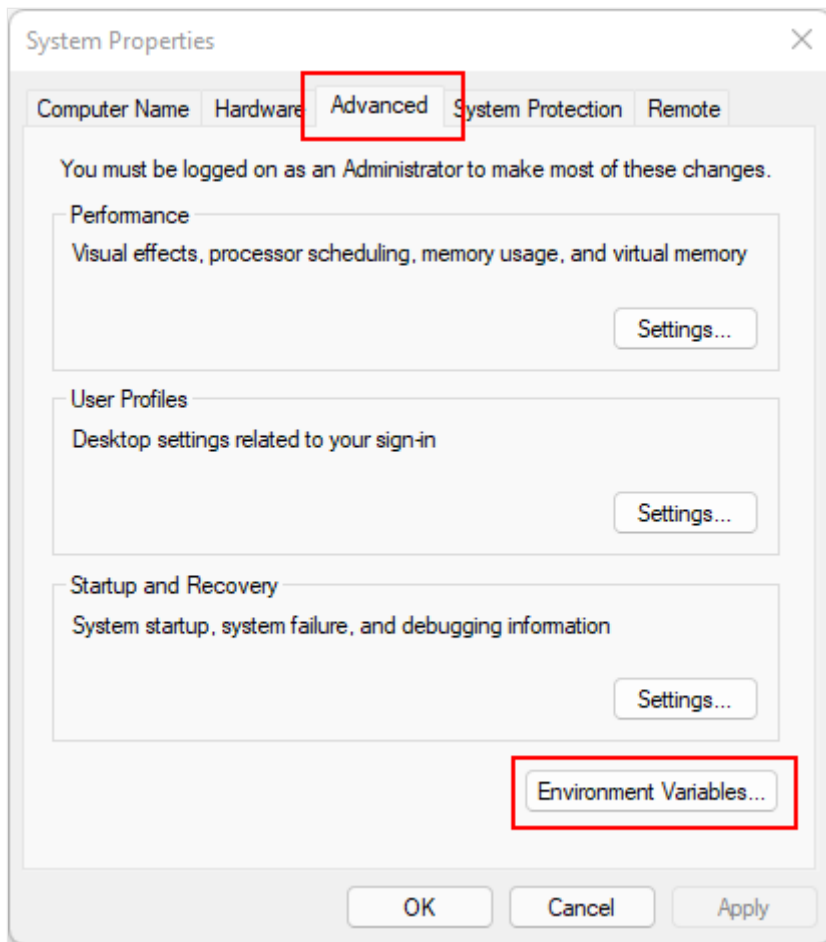 System Properties
Computer Name Hardware Advanced System Protection Remote
You must be logged on as an Administrator to make most of these changes.
Performance
Visual effects, processor scheduling, memory usage, and virtual memory
Settings...
User Profiles
Desktop settings related to your sign-in
Settings...
Startup and Recovery
System startup, system failure, and debugging information
Settings...
Environment Variables...
OK Cancel Apply